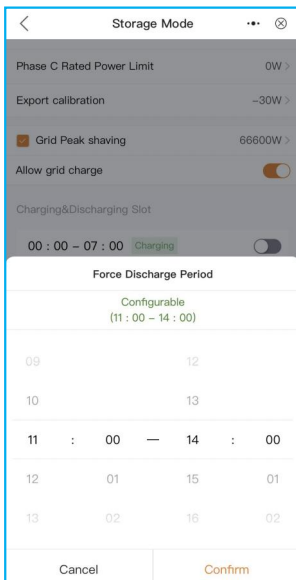 Storage Mode
Phase C Rated Power Limit 0W >
Export calibration -30W >
Grid Peak shaving 66600W >
Allow grid charge
Charging&Discharging Slot
00 : 00 – 07 : 00 Charging
Force Discharge Period
Configurable
(11 : 00 – 14 : 00)
09 12
10 13
11 : 00 — 14 : 00
12 01 15 01
13 02 16 02
Cancel Confirm